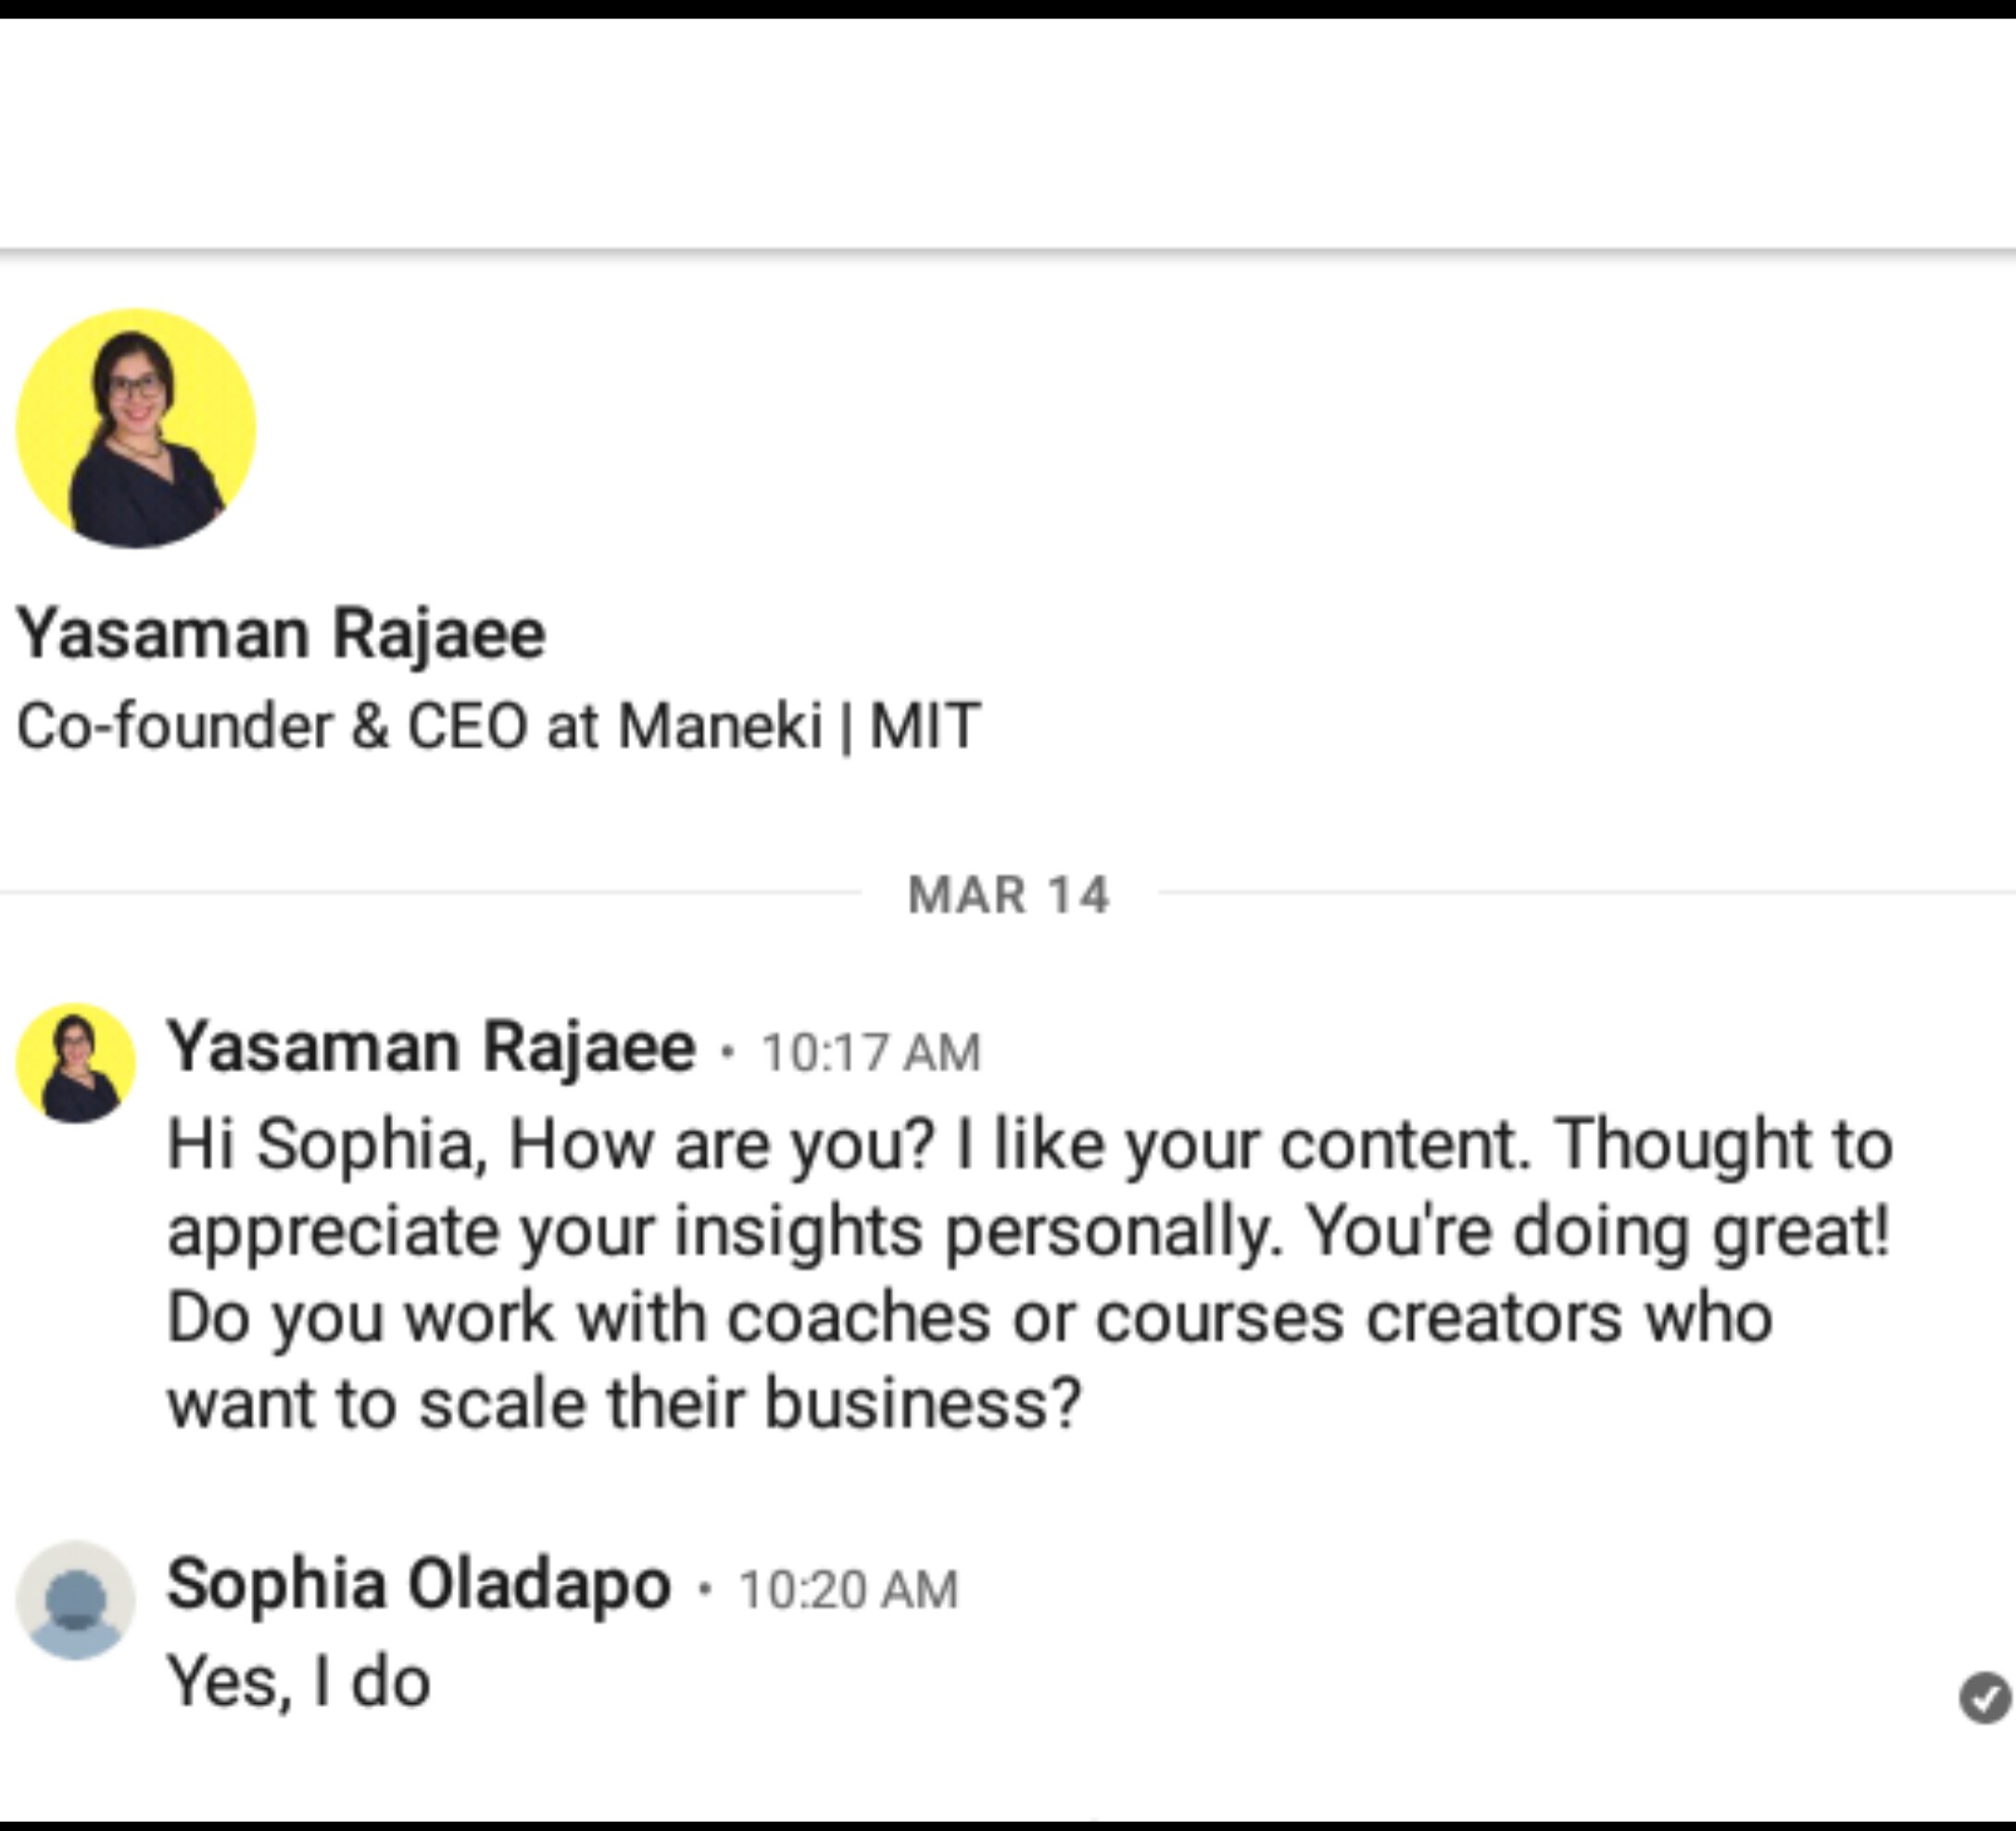 Yasaman Rajaee
Co-founder & CEO at Maneki | MIT
MAR 14
Yasaman Rajaee • 10:17 AM
Hi Sophia, How are you? I like your content. Thought to
appreciate your insights personally. You're doing great!
Do you work with coaches or courses creators who
want to scale their business?
Sophia Oladapo • 10:20 AM
Yes, I do